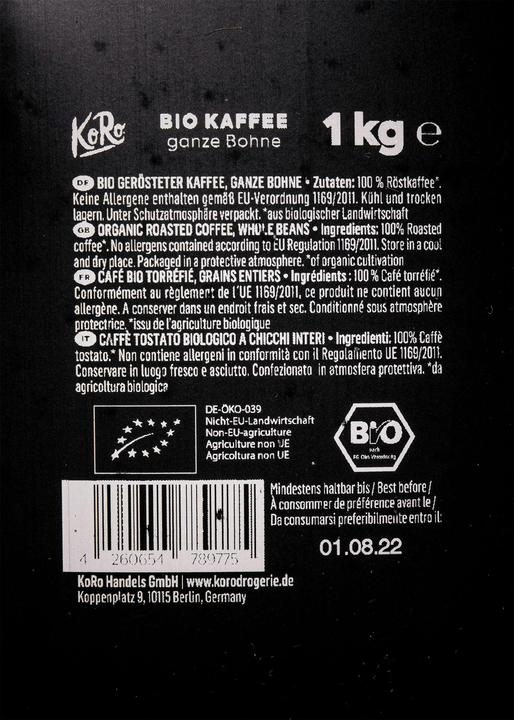 KoRo
BIO KAFFEE
ganze Bohne
1 kg ℮
DE BIO GERÖSTETER KAFFEE, GANZE BOHNE • Zutaten: 100 % Röstkaffee*.
Keine Allergene enthalten gemäß EU-Verordnung 1169/2011. Kühl und trocken
lagern. Unter Schutzatmosphäre verpackt. *aus biologischer Landwirtschaft
GB ORGANIC ROASTED COFFEE, WHOLE BEANS • Ingredients: 100% Roasted
coffee*. No allergens contained according to EU Regulation 1169/2011. Store in a cool
and dry place. Packaged in a protective atmosphere. *of organic cultivation
FR CAFÉ BIO TORRÉFIÉ, GRAINS ENTIERS • Ingrédients: 100 % Café torréfié*.
Conformément au règlement de l'UE 1169/2011, ce produit ne contient aucun
allergène. A conserver dans un endroit frais et sec. Conditionné sous atmosphère
protectrice. *issu de l'agriculture biologique
IT CAFFÈ TOSTATO BIOLOGICO A CHICCHI INTERI • Ingredienti: 100% Caffè
tostato.* Non contiene allergeni in conformità con il Regolamento UE 1169/2011.
Conservare in luogo fresco e asciutto. Confezionato in atmosfera protettiva. *da
agricoltura biologica
DE-ÖKO-039
Nicht-EU-Landwirtschaft
Non-EU-agriculture
Agriculture non UE
Agricoltura non UE
BIO
nach
EG-Öko-Verordnung
Mindestens haltbar bis / Best before /
À consommer de préférence avant le /
Da consumarsi preferibilmente entro il:
01.08.22
4 260654 789775
KoRo Handels GmbH | www.korodrogerie.de
Koppenplatz 9, 10115 Berlin, Germany